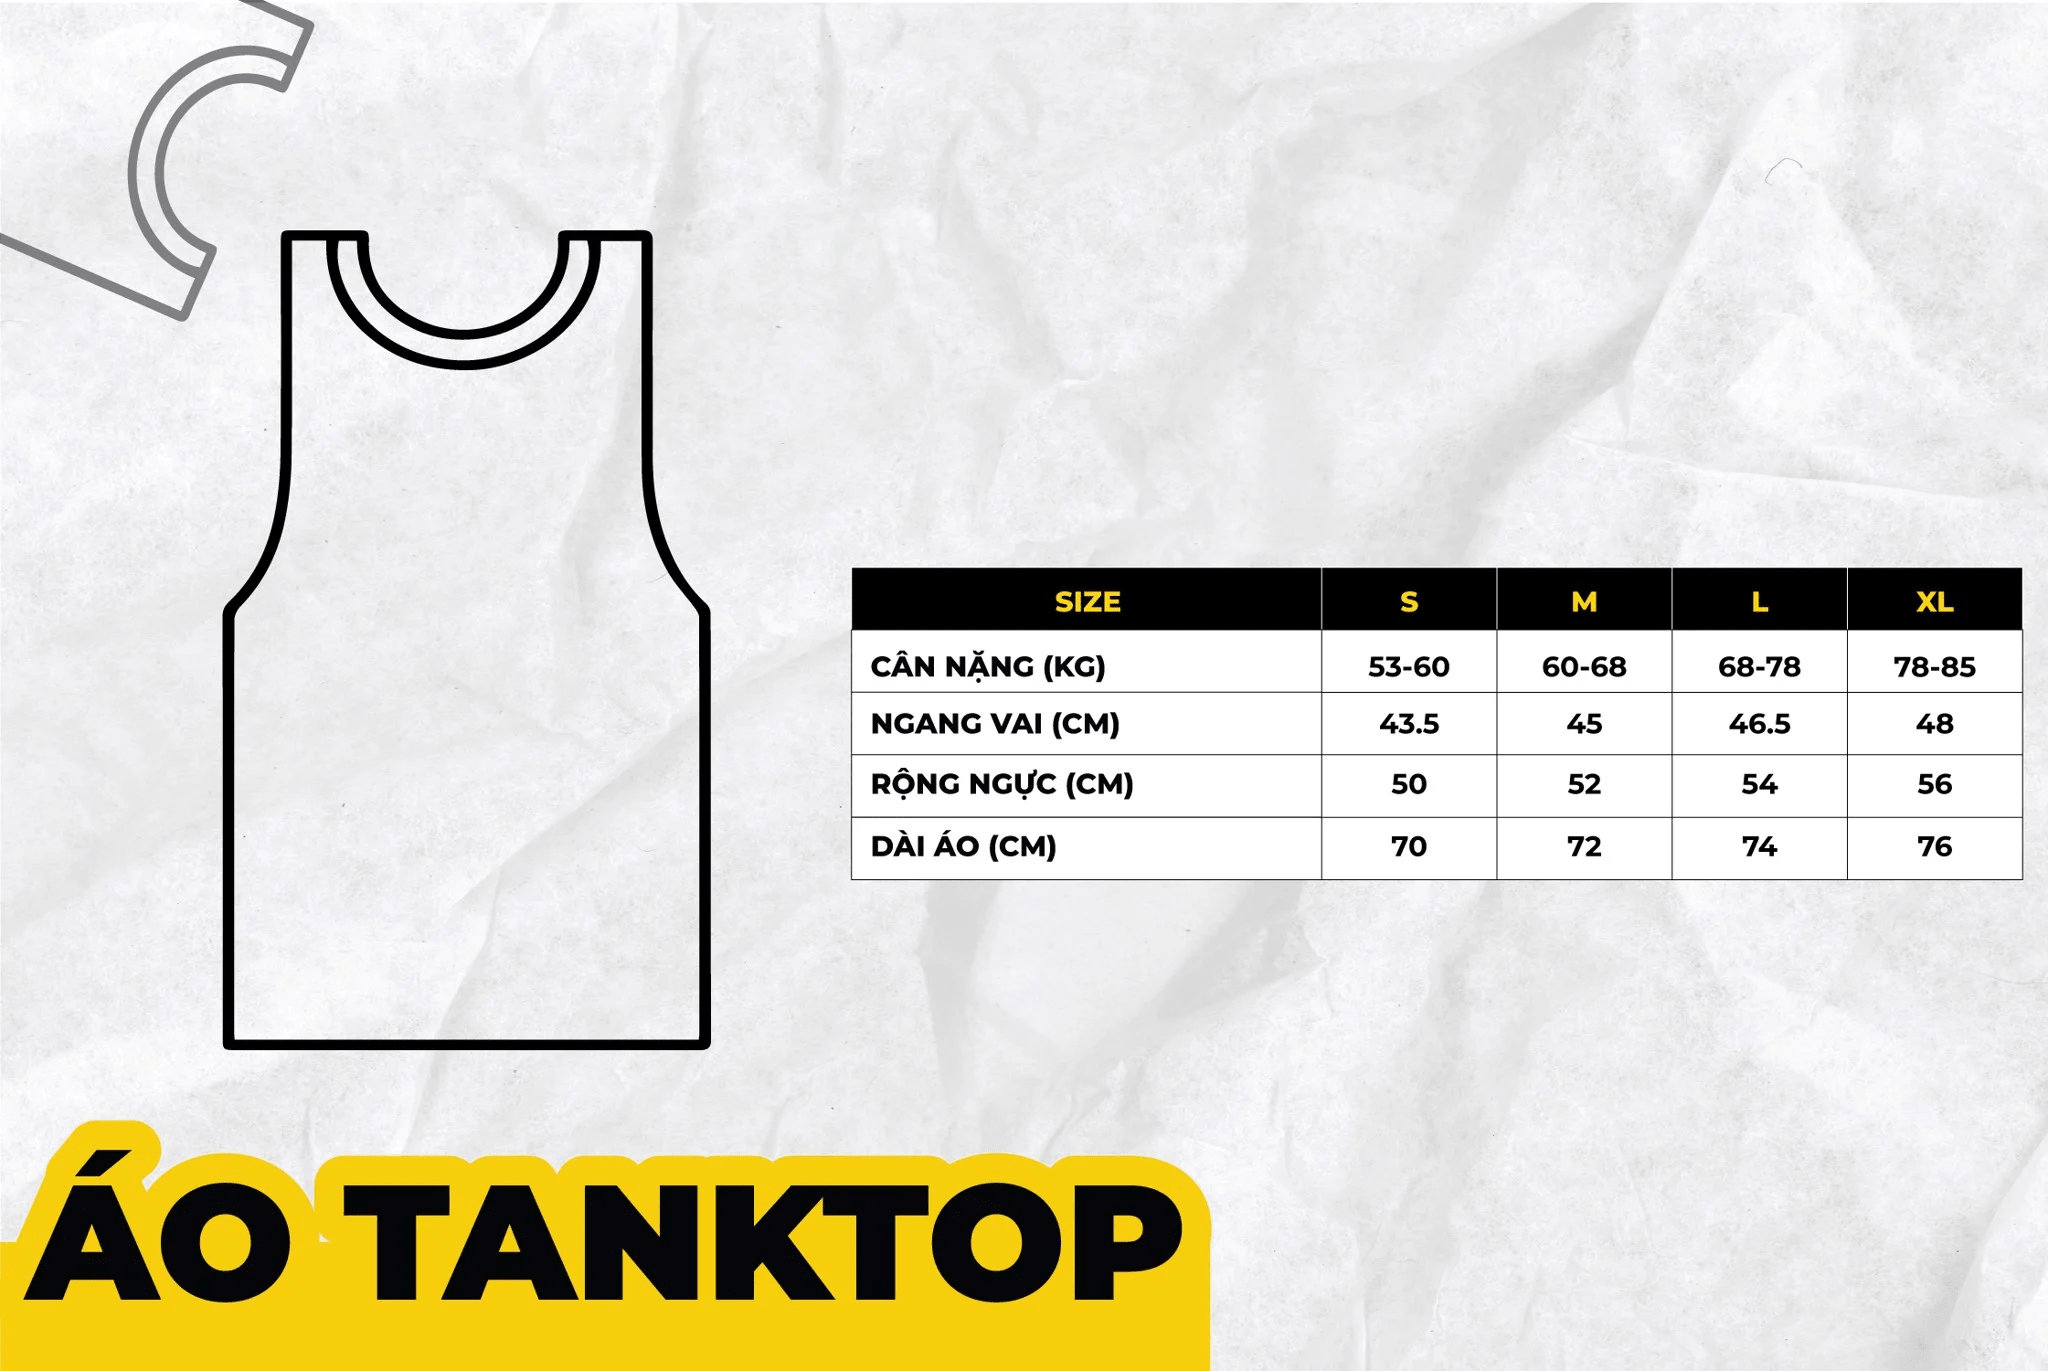 SIZE S M L XL
CÂN NẶNG (KG) 53-60 60-68 68-78 78-85
NGANG VAI (CM) 43.5 45 46.5 48
RỘNG NGỰC (CM) 50 52 54 56
DÀI ÁO (CM) 70 72 74 76
ÁO TANKTOP